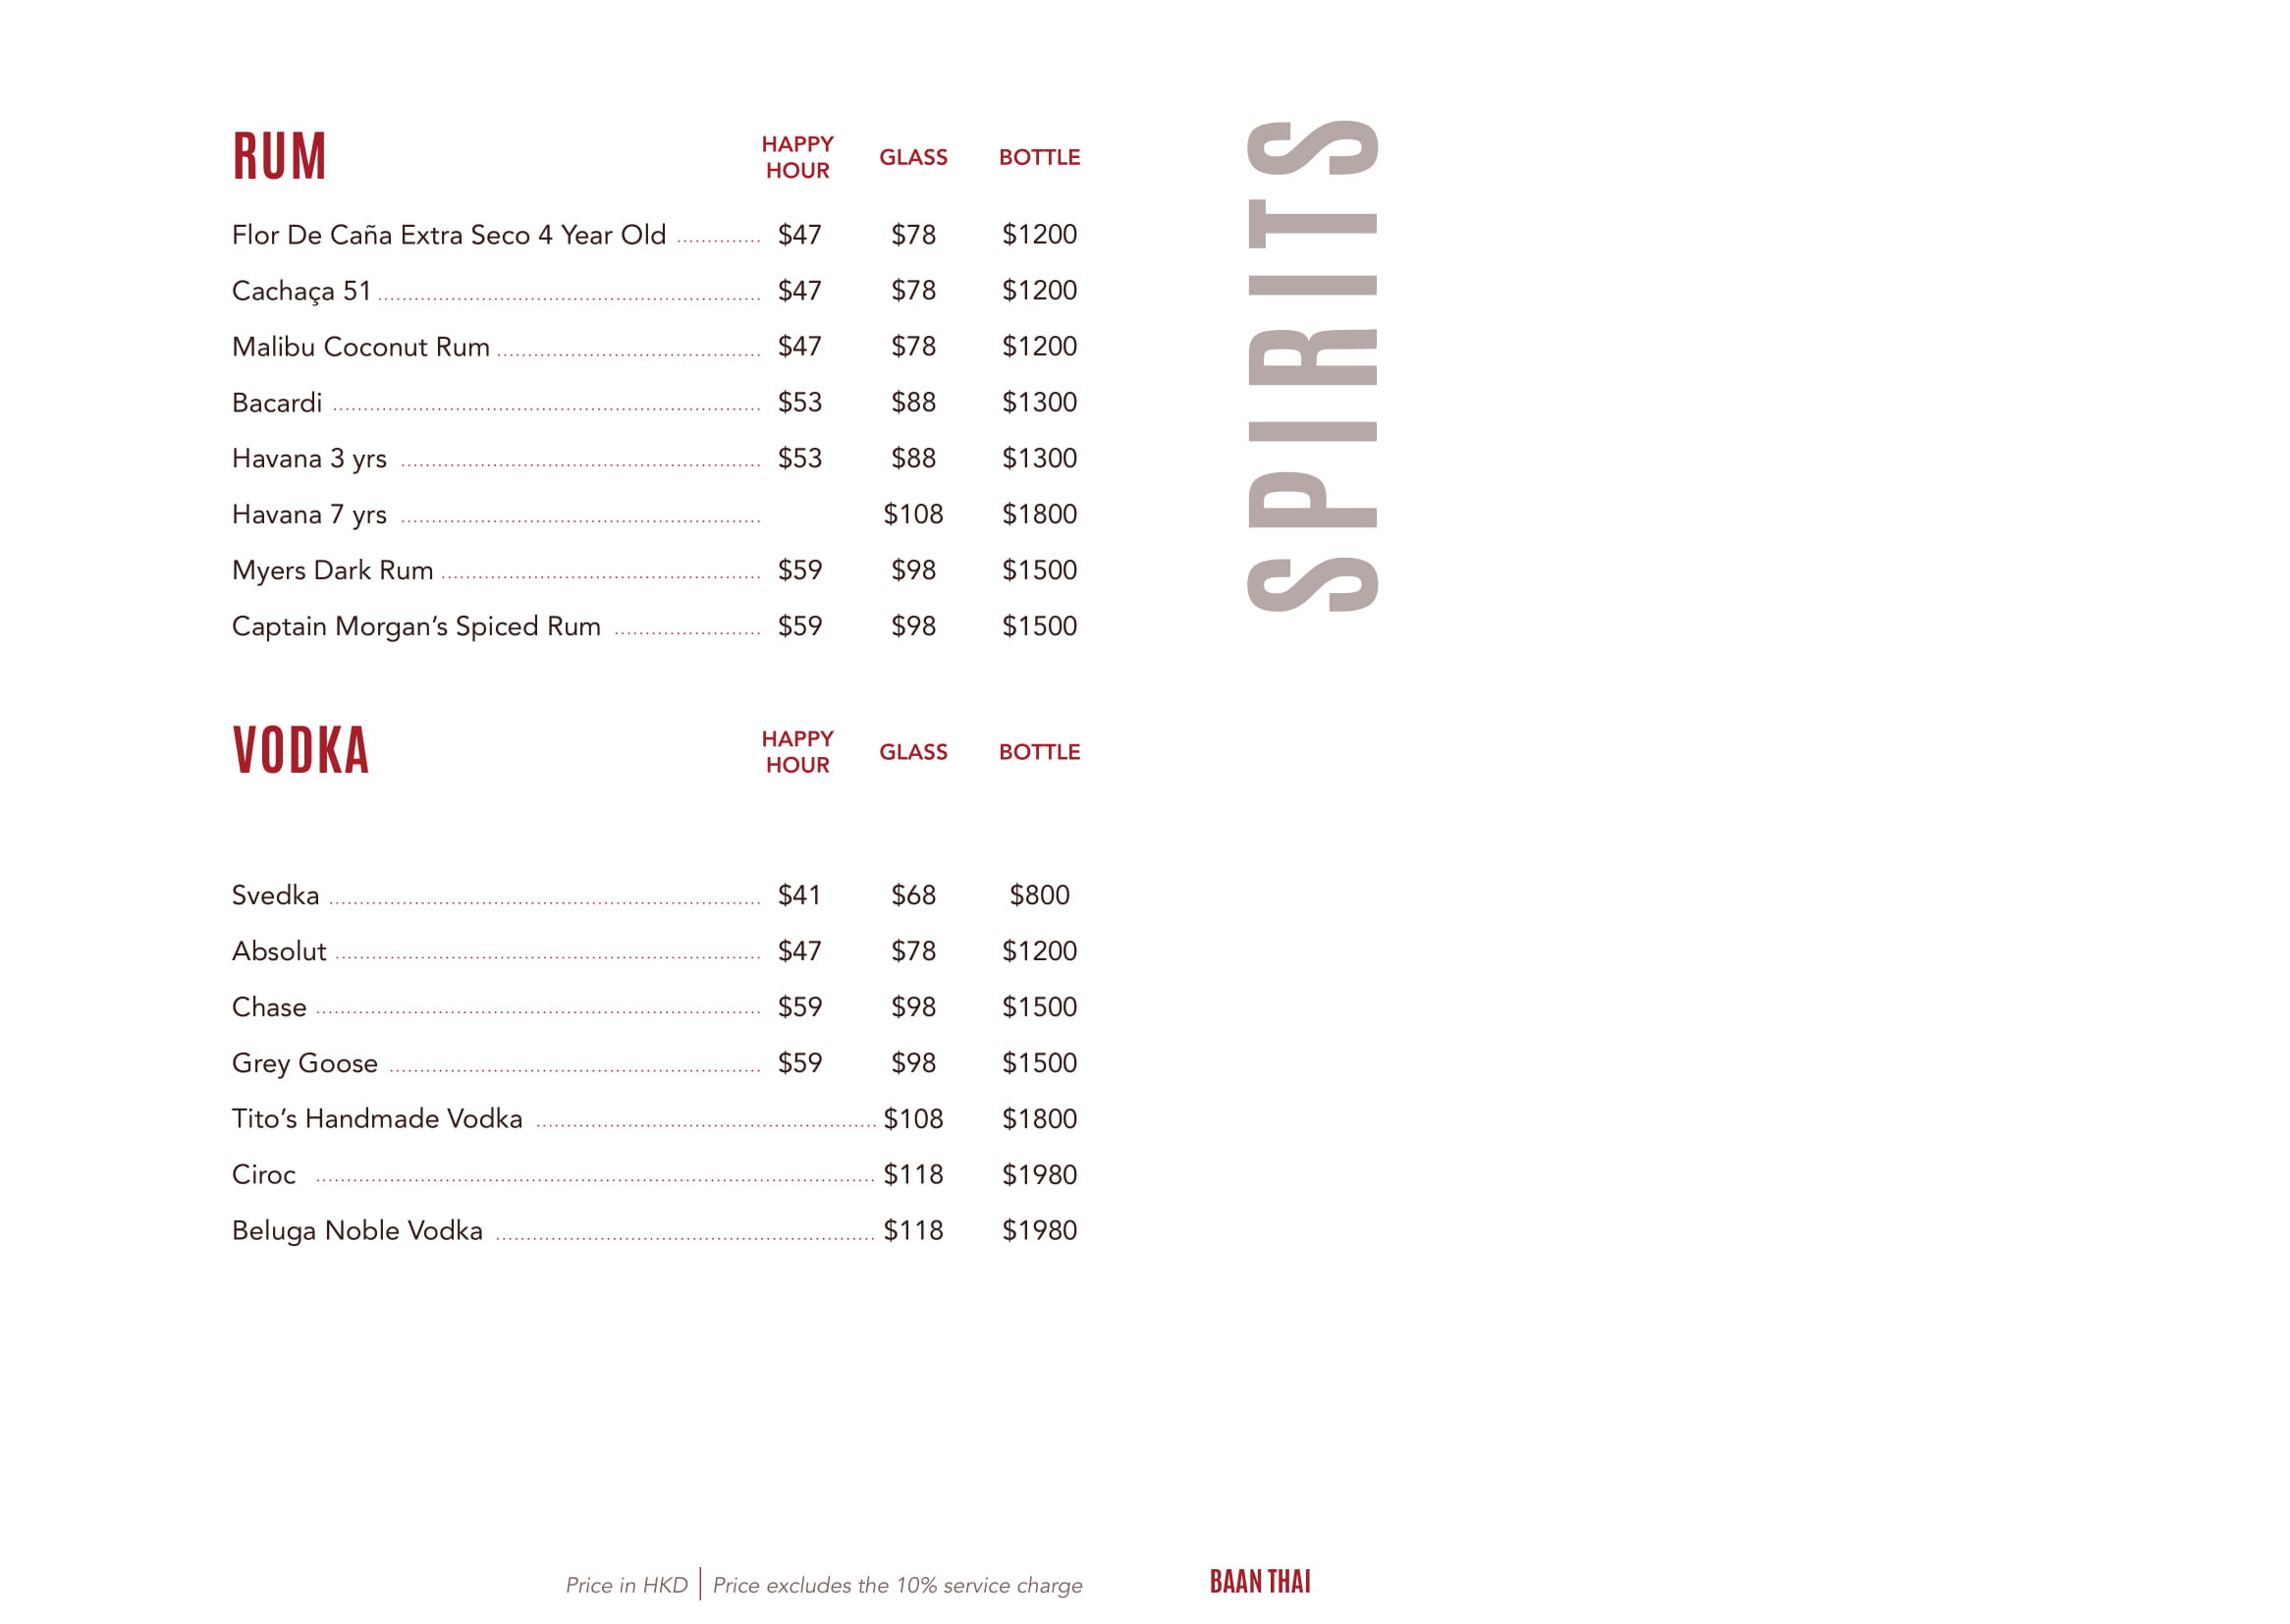 RUM HAPPY HOUR GLASS BOTTLE
Flor De Caña Extra Seco 4 Year Old $47 $78 $1200
Cachaça 51 $47 $78 $1200
Malibu Coconut Rum $47 $78 $1200
Bacardi $53 $88 $1300
Havana 3 yrs $53 $88 $1300
Havana 7 yrs $108 $1800
Myers Dark Rum $59 $98 $1500
Captain Morgan’s Spiced Rum $59 $98 $1500
VODKA HAPPY HOUR GLASS BOTTLE
Svedka $41 $68 $800
Absolut $47 $78 $1200
Chase $59 $98 $1500
Grey Goose $59 $98 $1500
Tito’s Handmade Vodka $108 $1800
Ciroc $118 $1980
Beluga Noble Vodka $118 $1980
SPIRITS
Price in HKD | Price excludes the 10% service charge
BAAN THAI